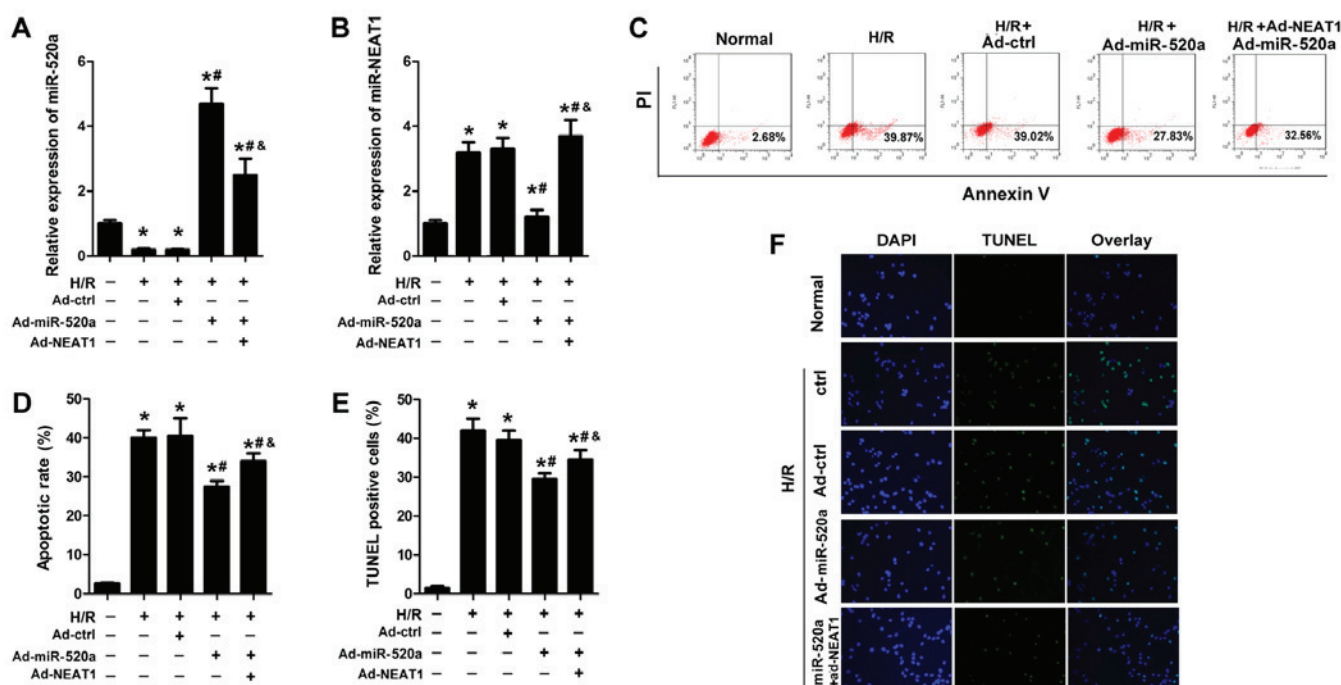 A
Relative expression of miR-520a
6
4
2
0
* * *# *#&
H/R − + + + +
Ad-ctrl − − + − −
Ad-miR-520a − − − + +
Ad-NEAT1 − − − − +
B
Relative expression of miR-NEAT1
6
4
2
0
* * *# *#&
H/R − + + + +
Ad-ctrl − − + − −
Ad-miR-520a − − − + +
Ad-NEAT1 − − − − +
C
Normal
H/R
H/R+
Ad-ctrl
H/R+
Ad-miR-520a
H/R+Ad-NEAT1
Ad-miR-520a
PI
2.68%
39.87%
39.02%
27.83%
32.56%
Annexin V
D
Apoptotic rate (%)
50
40
30
20
10
0
* * *# *#&
H/R − + + + +
Ad-ctrl − − + − −
Ad-miR-520a − − − + +
Ad-NEAT1 − − − − +
E
TUNEL positive cells (%)
50
40
30
20
10
0
* * *# *#&
H/R − + + + +
Ad-ctrl − − + − −
Ad-miR-520a − − − + +
Ad-NEAT1 − − − − +
F
DAPI TUNEL Overlay
Normal
H/R
ctrl
Ad-ctrl
Ad-miR-520a
miR-520a
+ad-NEAT1